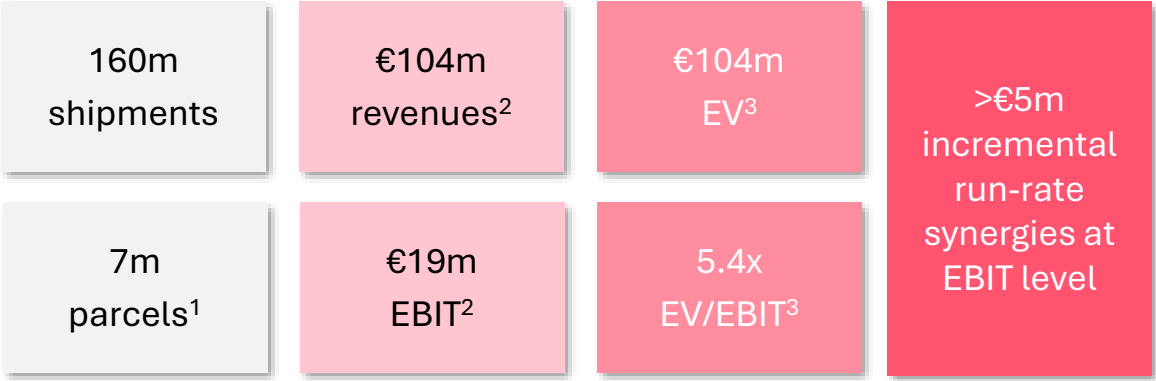 160m
shipments
€104m
revenues²
€104m
EV³
>€5m
incremental
run-rate
synergies at
EBIT level
7m
parcels¹
€19m
EBIT²
5.4x
EV/EBIT³